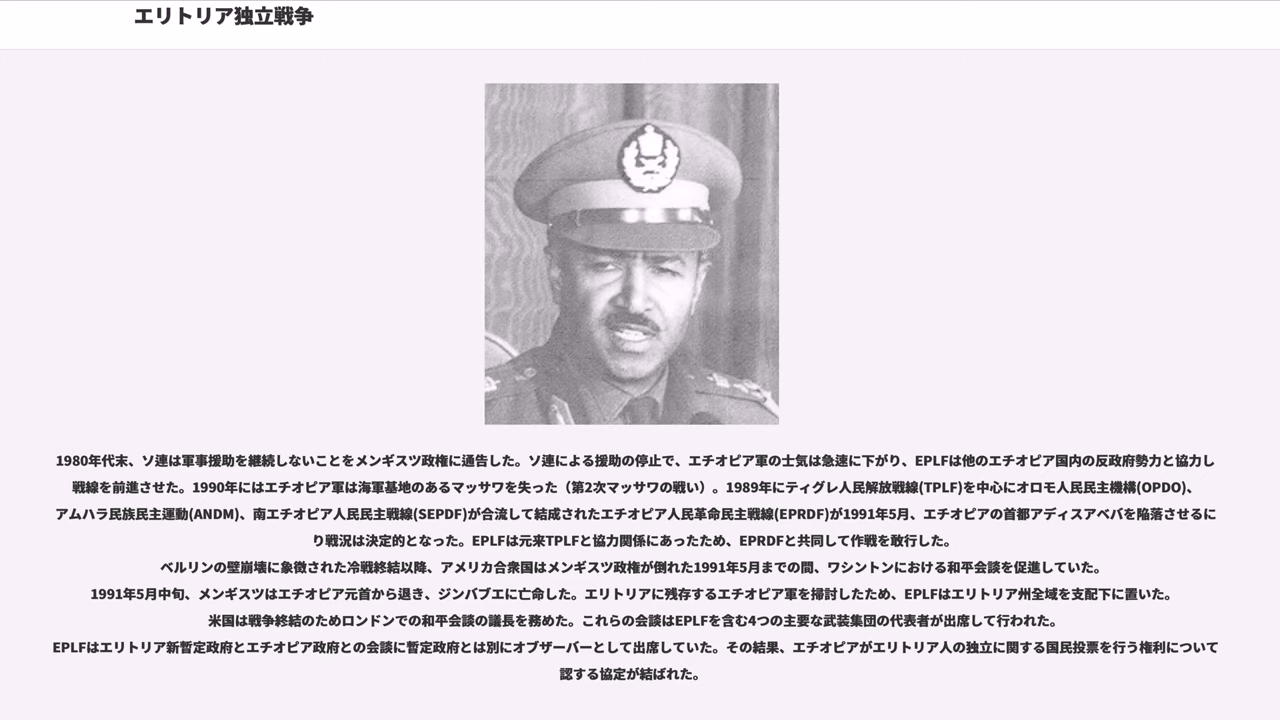 エリトリア独立戦争
1980年代末、ソ連は軍事援助を継続しないことをメンギスツ政権に通告した。ソ連による援助の停止で、エチオピア軍の士気は急速に下がり、EPLFは他のエチオピア国内の反政府勢力と協力し
戦線を前進させた。1990年にはエチオピア軍は海軍基地のあるマッサワを失った（第2次マッサワの戦い）。1989年にティグレ人民解放戦線(TPLF)を中心にオロモ人民民主機構(OPDO)、
アムハラ民族民主運動(ANDM)、南エチオピア人民民主戦線(SEPDF)が合流して結成されたエチオピア人民革命民主戦線(EPRDF)が1991年5月、エチオピアの首都アディスアベバを陥落させるに
り戦況は決定的となった。EPLFは元来TPLFと協力関係にあったため、EPRDFと共同して作戦を敢行した。
ベルリンの壁崩壊に象徴された冷戦終結以降、アメリカ合衆国はメンギスツ政権が倒れた1991年5月までの間、ワシントンにおける和平会談を促進していた。
1991年5月中旬、メンギスツはエチオピア元首から退き、ジンバブエに亡命した。エリトリアに残存するエチオピア軍を掃討したため、EPLFはエリトリア州全域を支配下に置いた。
米国は戦争終結のためロンドンでの和平会談の議長を務めた。これらの会談はEPLFを含む4つの主要な武装集団の代表者が出席して行われた。
EPLFはエリトリア新暫定政府とエチオピア政府との会談に暫定政府とは別にオブザーバーとして出席していた。その結果、エチオピアがエリトリア人の独立に関する国民投票を行う権利について
認する協定が結ばれた。